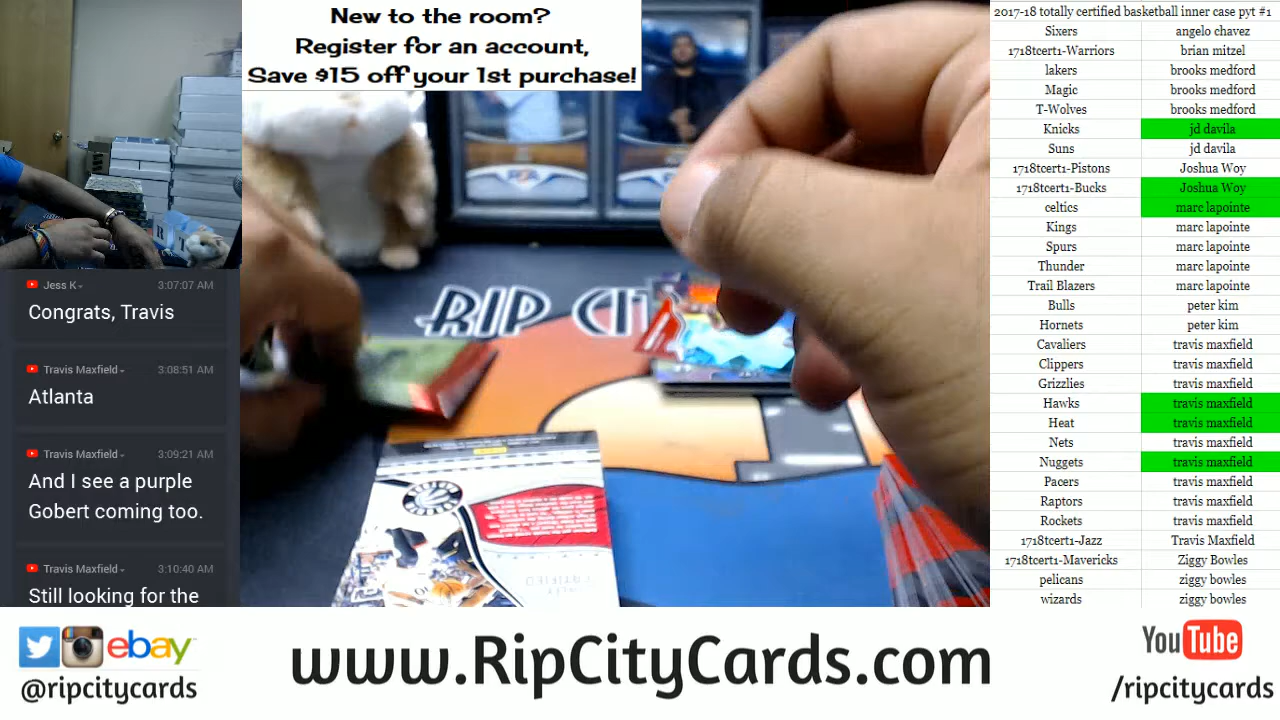 New to the room?
Register for an account,
Save $15 off your 1st purchase!
2017-18 totally certified basketball inner case pyt #1
Sixers angelo chavez
1718tcert1-Warriors brian mitzel
lakers brooks medford
Magic brooks medford
T-Wolves brooks medford
Knicks jd davila
Suns jd davila
1718tcert1-Pistons Joshua Woy
1718tcert1-Bucks Joshua Woy
celtics marc lapointe
Kings marc lapointe
Spurs marc lapointe
Thunder marc lapointe
Trail Blazers marc lapointe
Bulls peter kim
Hornets peter kim
Cavaliers travis maxfield
Clippers travis maxfield
Grizzlies travis maxfield
Hawks travis maxfield
Heat travis maxfield
Nets travis maxfield
Nuggets travis maxfield
Pacers travis maxfield
Raptors travis maxfield
Rockets travis maxfield
1718tcert1-Jazz Travis Maxfield
1718tcert1-Mavericks Ziggy Bowles
pelicans ziggy bowles
wizards ziggy bowles
Jess K 3:07:07 AM
Congrats, Travis
Travis Maxfield 3:08:51 AM
Atlanta
Travis Maxfield 3:09:21 AM
And I see a purple
Gobert coming too.
Travis Maxfield 3:10:40 AM
Still looking for the
RIP CIT
ebay
@ripcitycards
www.RipCityCards.com
YouTube
/ripcitycards